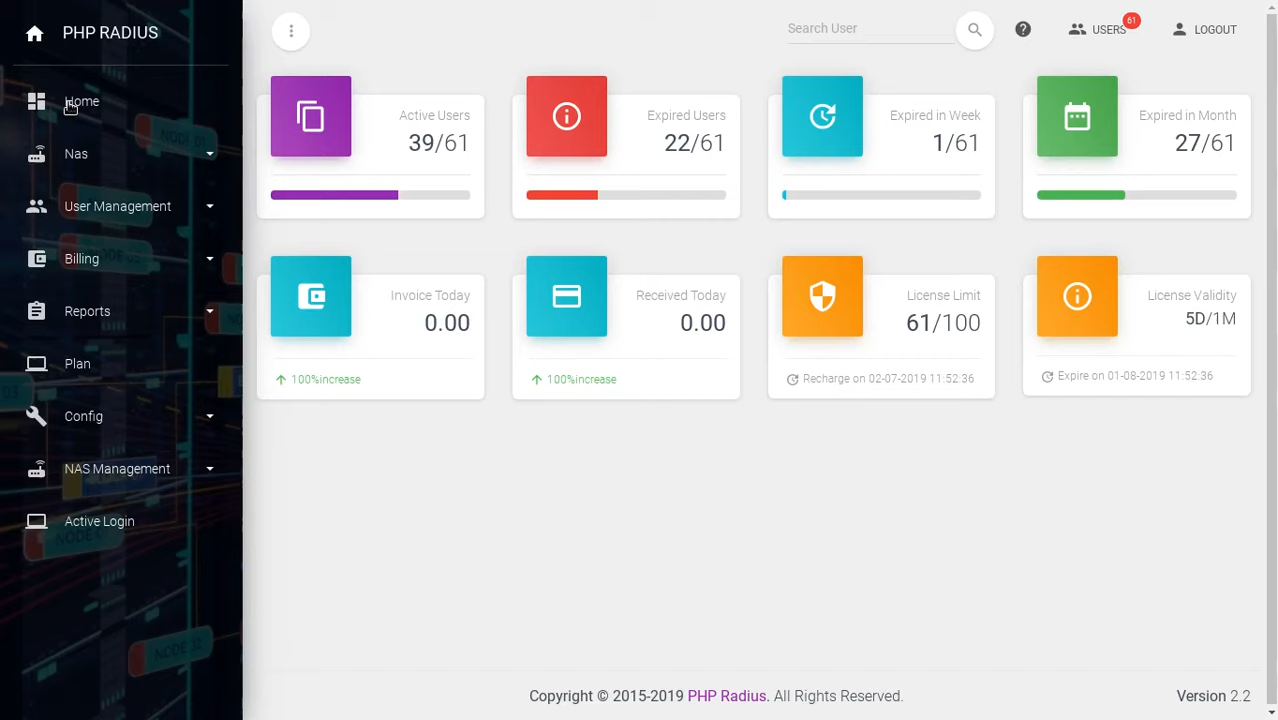 PHP RADIUS
Home
Nas
User Management
Billing
Reports
Plan
Config
NAS Management
Active Login
Search User
USERS
61
LOGOUT
Active Users
39/61
Expired Users
22/61
Expired in Week
1/61
Expired in Month
27/61
Invoice Today
0.00
100%increase
Received Today
0.00
100%increase
License Limit
61/100
Recharge on 02-07-2019 11:52:36
License Validity
5D/1M
Expire on 01-08-2019 11:52:36
Copyright © 2015-2019 PHP Radius. All Rights Reserved.
Version 2.2